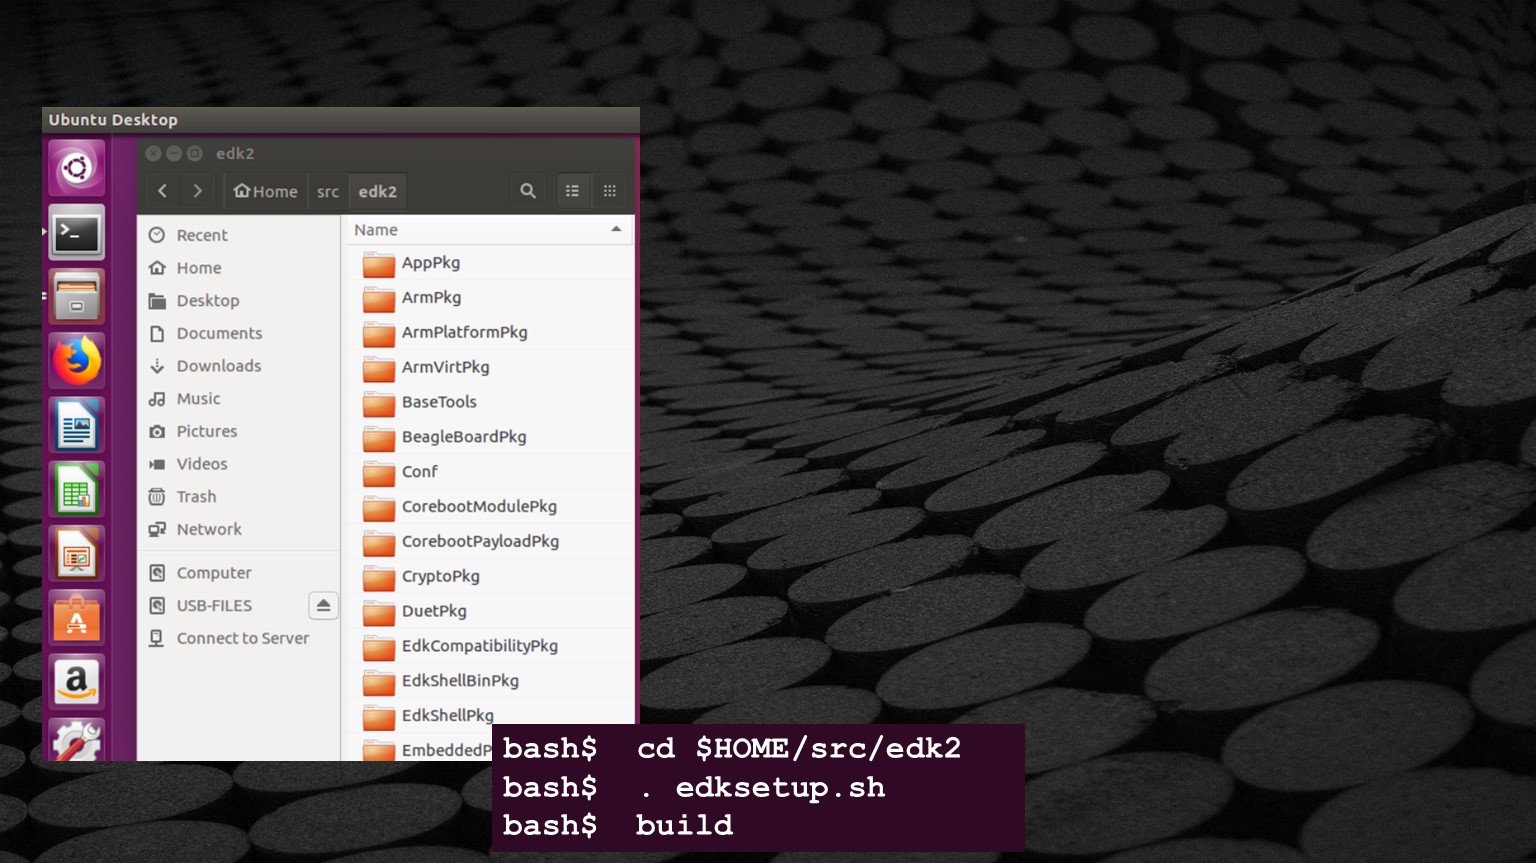 Ubuntu Desktop
edk2
Home src edk2
Recent
Home
Desktop
Documents
Downloads
Music
Pictures
Videos
Trash
Network
Computer
USB-FILES
Connect to Server
Name
AppPkg
ArmPkg
ArmPlatformPkg
ArmVirtPkg
BaseTools
BeagleBoardPkg
Conf
CorebootModulePkg
CorebootPayloadPkg
CryptoPkg
DuetPkg
EdkCompatibilityPkg
EdkShellBinPkg
EdkShellPkg
EmbeddedP
bash$ cd $HOME/src/edk2
bash$ . edksetup.sh
bash$ build